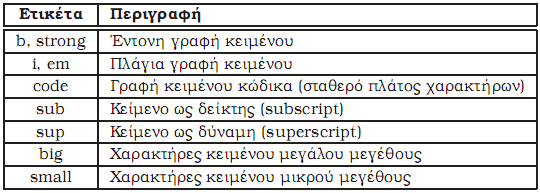 Ετικέτα Περιγραφή
b, strong Έντονη γραφή κειμένου
i, em Πλάγια γραφή κειμένου
code Γραφή κειμένου κώδικα (σταθερό πλάτος χαρακτήρων)
sub Κείμενο ως δείκτης (subscript)
sup Κείμενο ως δύναμη (superscript)
big Χαρακτήρες κειμένου μεγάλου μεγέθους
small Χαρακτήρες κειμένου μικρού μεγέθους